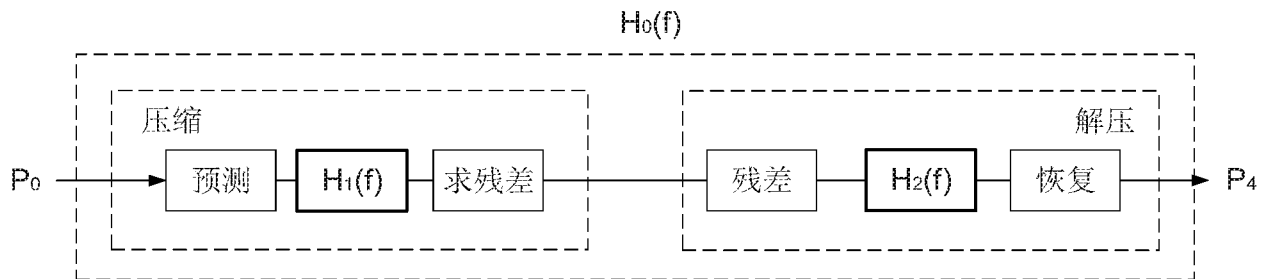 H₀(f)
压缩
解压
P₀
预测
H₁(f)
求残差
残差
H₂(f)
恢复
P₄